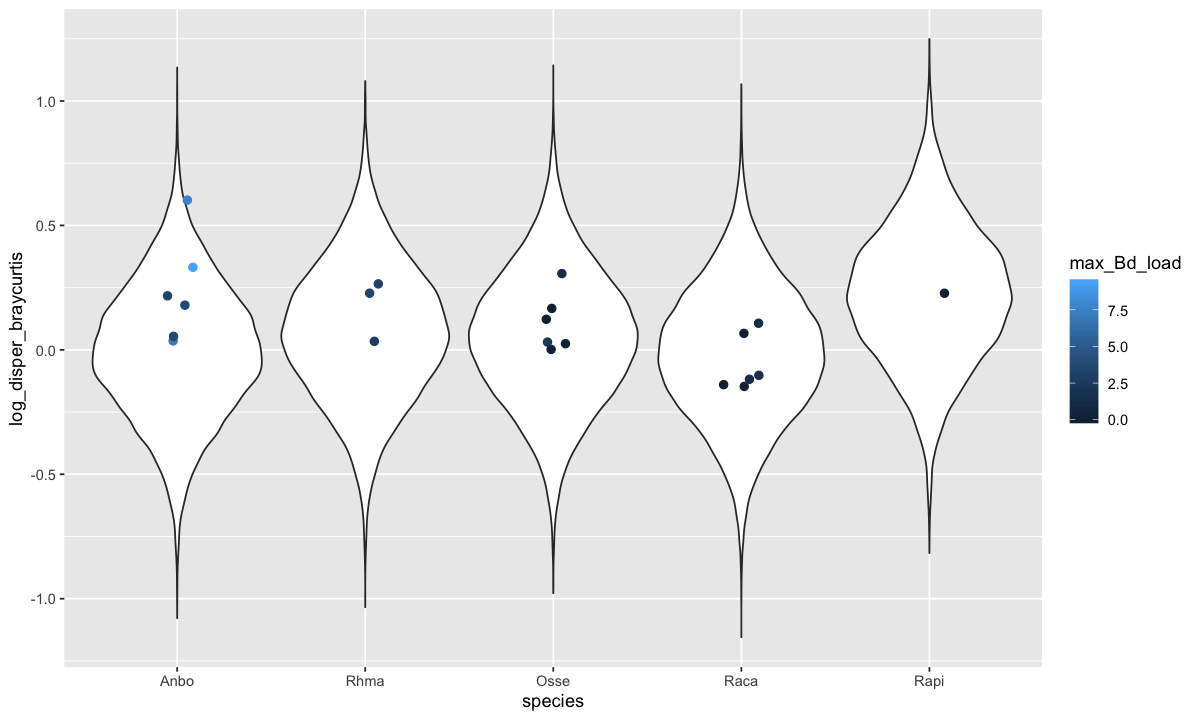 log_disper_braycurtis
1.0
0.5
0.0
-0.5
-1.0
Anbo
Rhma
Osse
Raca
Rapi
species
max_Bd_load
7.5
5.0
2.5
0.0